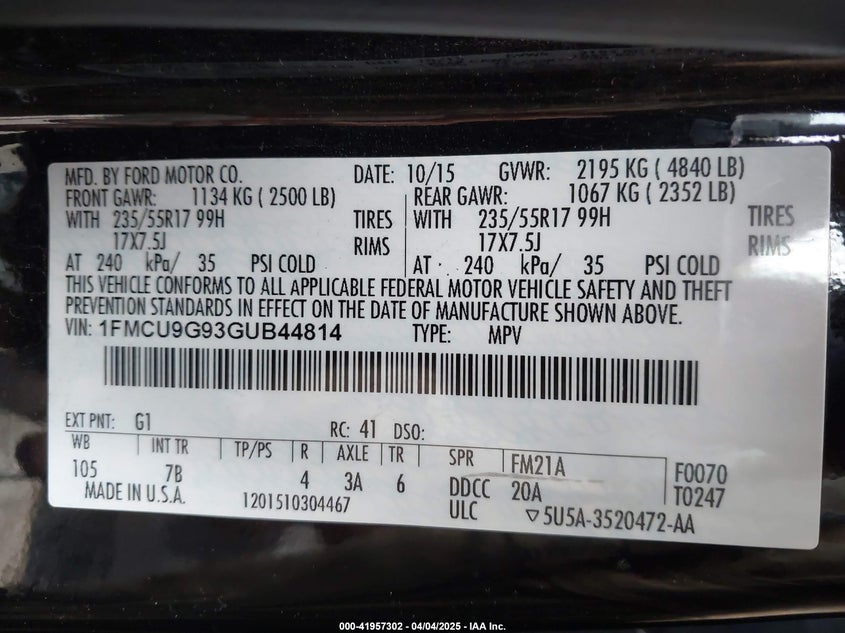 MFD. BY FORD MOTOR CO. DATE: 10/15 GVWR: 2195 KG ( 4840 LB)
FRONT GAWR: 1134 KG ( 2500 LB) REAR GAWR: 1067 KG ( 2352 LB)
WITH 235/55R17 99H TIRES WITH 235/55R17 99H TIRES
17X7.5J RIMS 17X7.5J RIMS
AT 240 kPa/ 35 PSI COLD AT 240 kPa/ 35 PSI COLD
THIS VEHICLE CONFORMS TO ALL APPLICABLE FEDERAL MOTOR VEHICLE SAFETY AND THEFT
PREVENTION STANDARDS IN EFFECT ON THE DATE OF MANUFACTURE SHOWN ABOVE.
VIN: 1FMCU9G93GUB44814 TYPE: MPV
EXT PNT: G1 RC: 41 DSO:
WB INT TR TP/PS R AXLE TR SPR FM21A F0070
105 7B 4 3A 6 DDCC 20A T0247
MADE IN U.S.A. 1201510304467 ULC ▽5U5A-3520472-AA
000-41957302 - 04/04/2025 - IAA Inc.